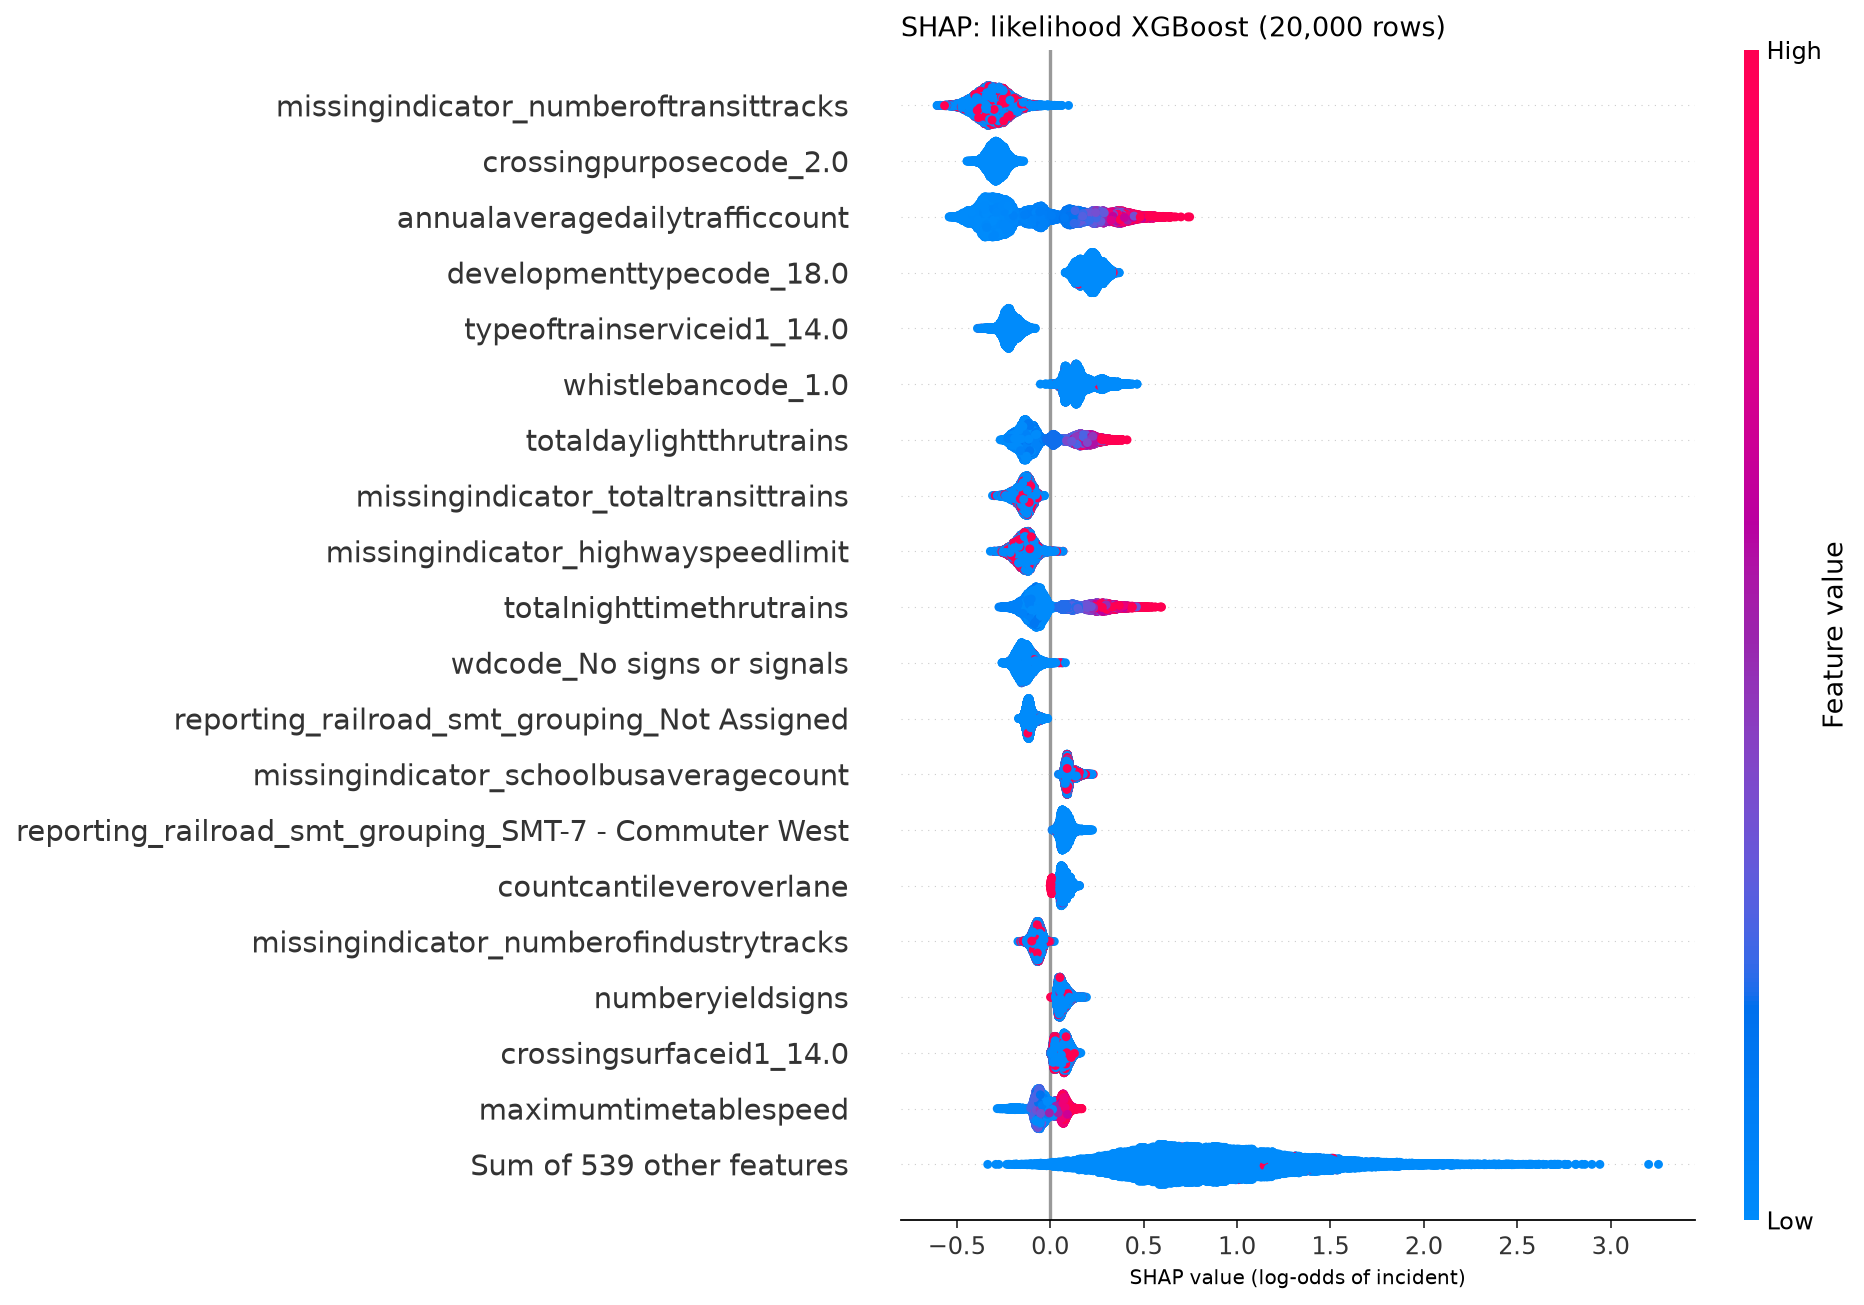 SHAP: likelihood XGBoost (20,000 rows)
High
missingindicator_numberoftransittracks
crossingpurposecode_2.0
annualaveragedailytrafficcount
developmenttypecode_18.0
typeoftrainserviceid1_14.0
whistlebancode_1.0
totaldaylightthrutrains
missingindicator_totaltransittrains
missingindicator_highwayspeedlimit
totalnighttimethrutrains
wdcode_No signs or signals
reporting_railroad_smt_grouping_Not Assigned
missingindicator_schoolbusaveragecount
reporting_railroad_smt_grouping_SMT-7 - Commuter West
countcantileveroverlane
missingindicator_numberofindustrytracks
numberyieldsigns
crossingsurfaceid1_14.0
maximumtimetablespeed
Sum of 539 other features
Feature value
Low
−0.5 0.0 0.5 1.0 1.5 2.0 2.5 3.0
SHAP value (log-odds of incident)